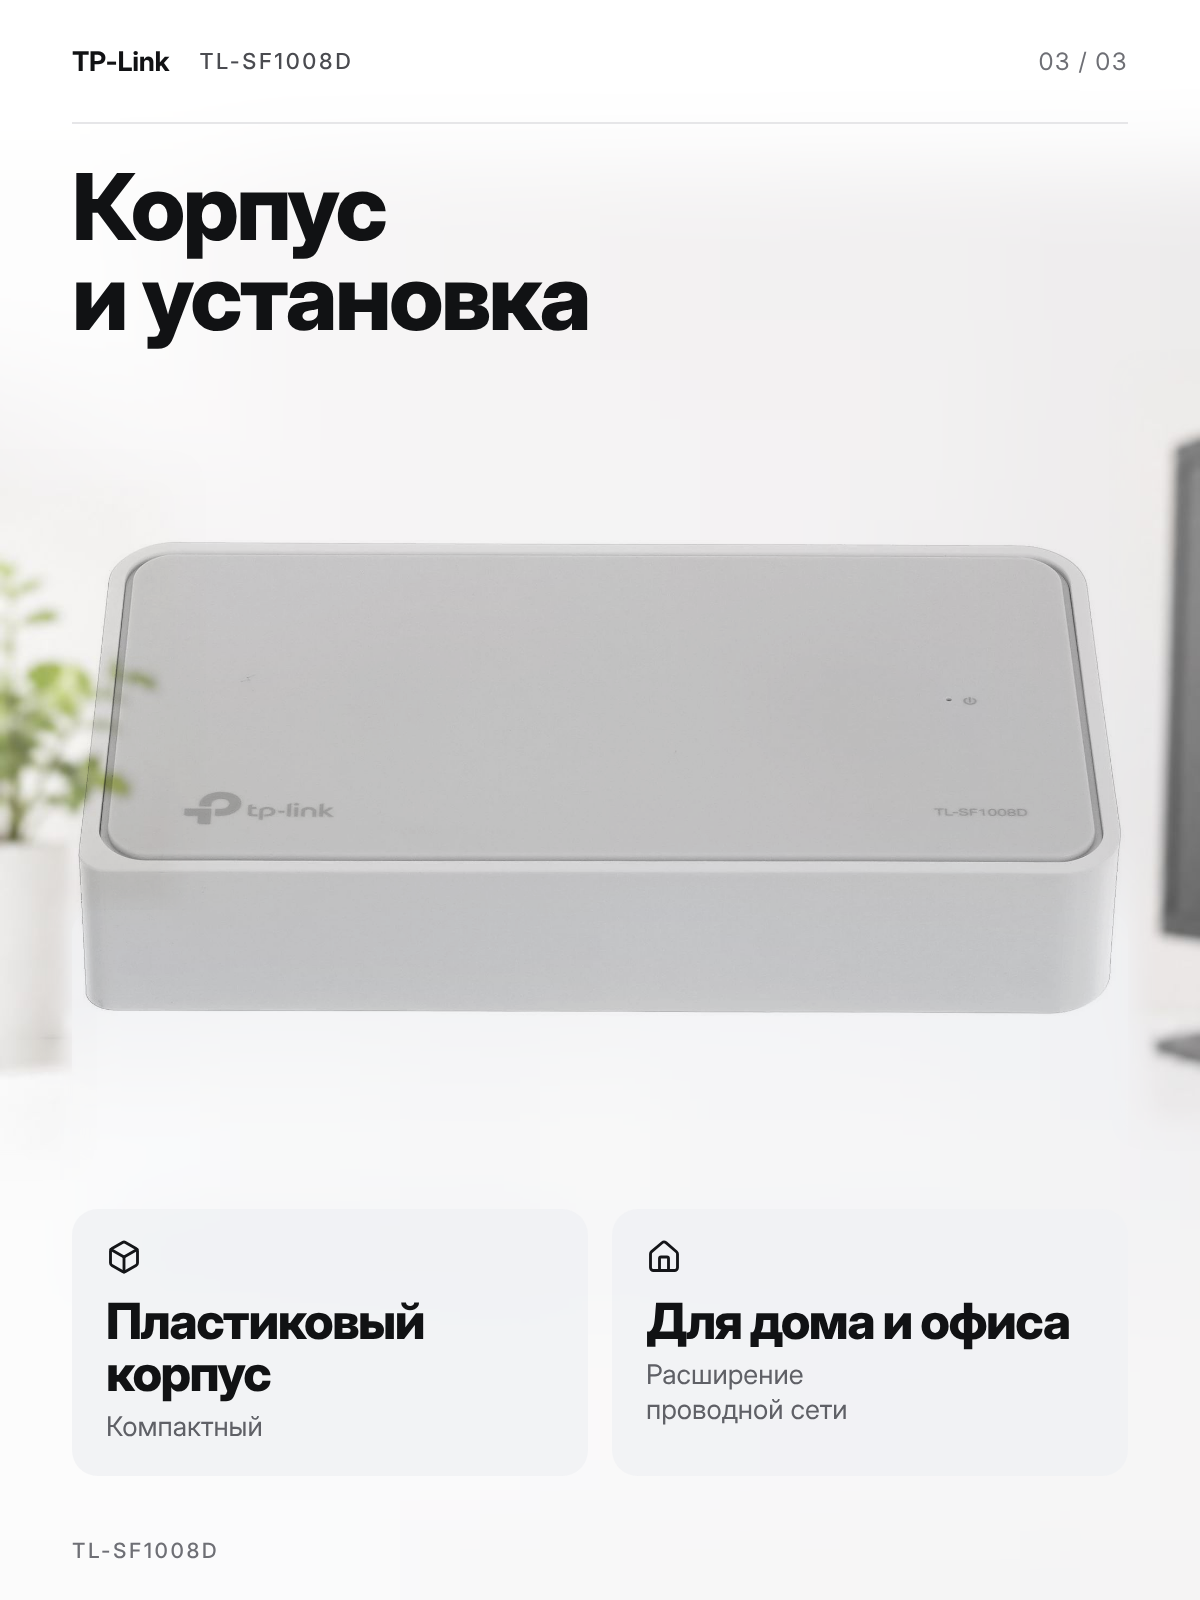 TP-Link TL-SF1008D 03 / 03
Корпус
и установка
tp-link TL-SF1008D
Пластиковый
корпус
Компактный
Для дома и офиса
Расширение
проводной сети
TL-SF1008D